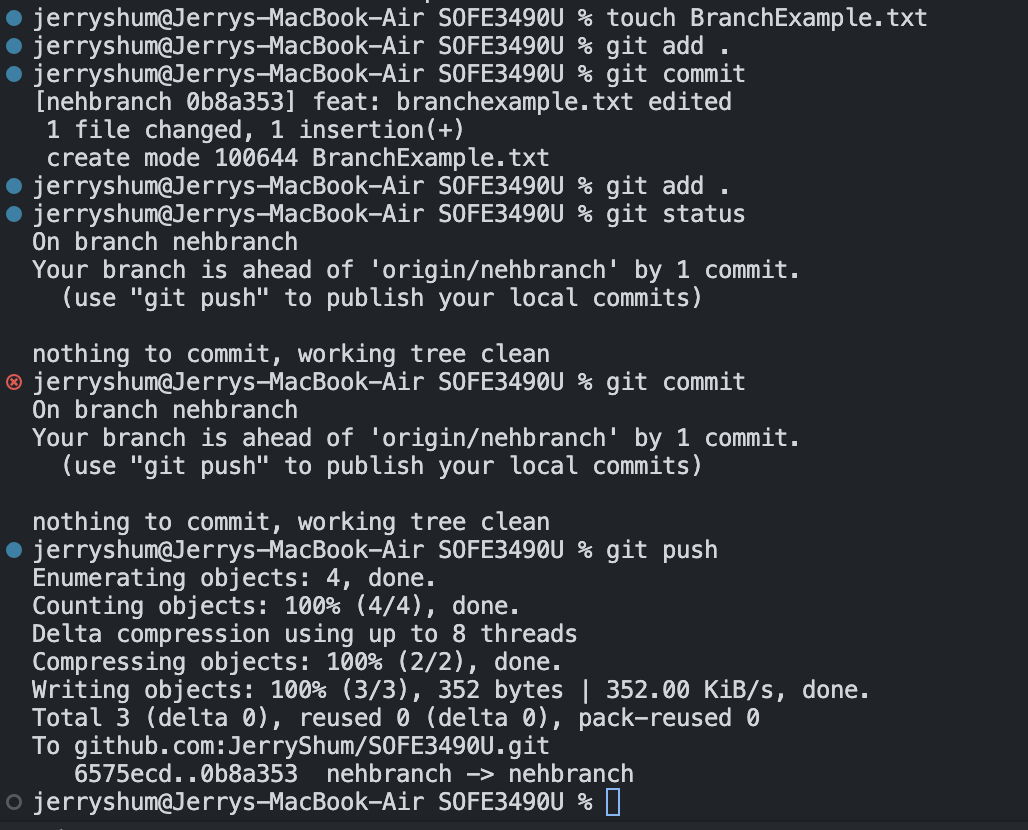 jerryshum@Jerrys-MacBook-Air SOFE3490U % touch BranchExample.txt
jerryshum@Jerrys-MacBook-Air SOFE3490U % git add .
jerryshum@Jerrys-MacBook-Air SOFE3490U % git commit
[nehbranch 0b8a353] feat: branchexample.txt edited
 1 file changed, 1 insertion(+)
 create mode 100644 BranchExample.txt
jerryshum@Jerrys-MacBook-Air SOFE3490U % git add .
jerryshum@Jerrys-MacBook-Air SOFE3490U % git status
On branch nehbranch
Your branch is ahead of 'origin/nehbranch' by 1 commit.
  (use "git push" to publish your local commits)

nothing to commit, working tree clean
jerryshum@Jerrys-MacBook-Air SOFE3490U % git commit
On branch nehbranch
Your branch is ahead of 'origin/nehbranch' by 1 commit.
  (use "git push" to publish your local commits)

nothing to commit, working tree clean
jerryshum@Jerrys-MacBook-Air SOFE3490U % git push
Enumerating objects: 4, done.
Counting objects: 100% (4/4), done.
Delta compression using up to 8 threads
Compressing objects: 100% (2/2), done.
Writing objects: 100% (3/3), 352 bytes | 352.00 KiB/s, done.
Total 3 (delta 0), reused 0 (delta 0), pack-reused 0
To github.com:JerryShum/SOFE3490U.git
   6575ecd..0b8a353  nehbranch -> nehbranch
jerryshum@Jerrys-MacBook-Air SOFE3490U %